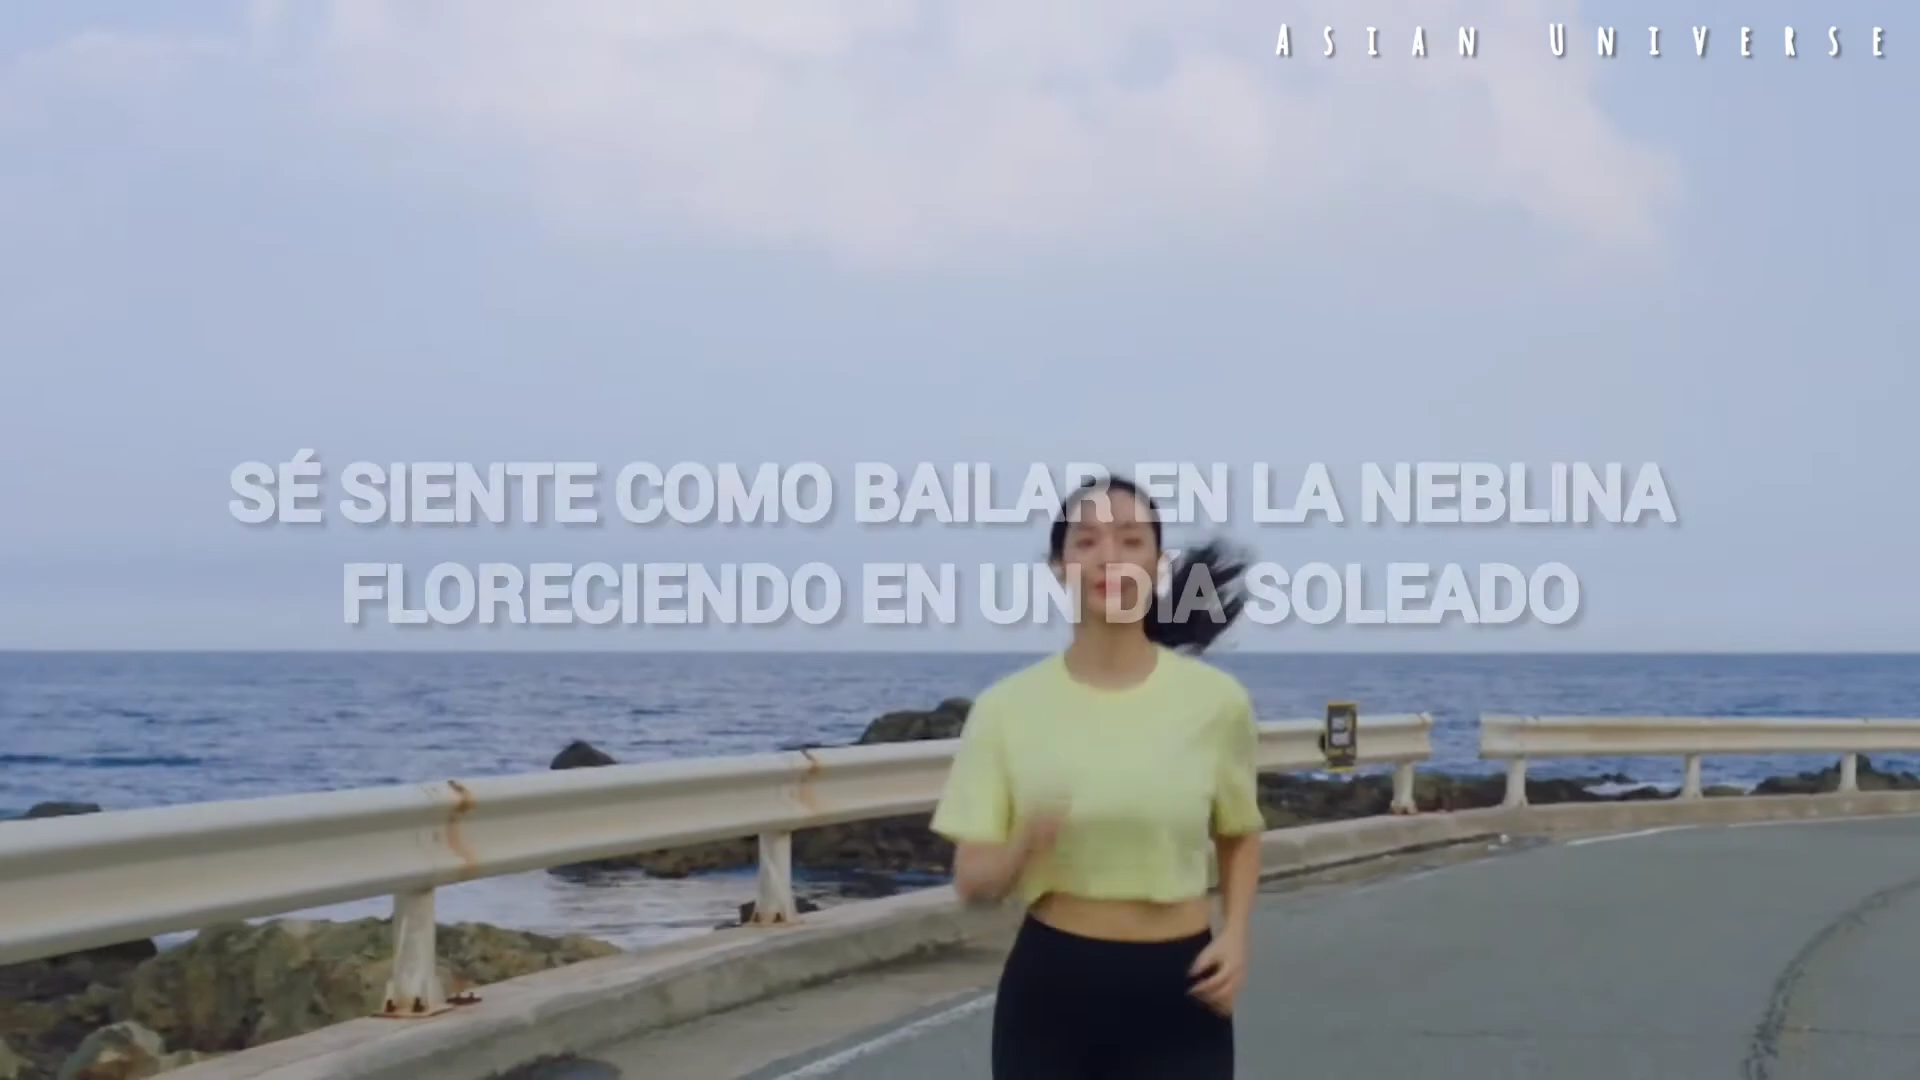 ASIAN UNIVERSE
SÉ SIENTE COMO BAILAR EN LA NEBLINA
FLORECIENDO EN UN DÍA SOLEADO